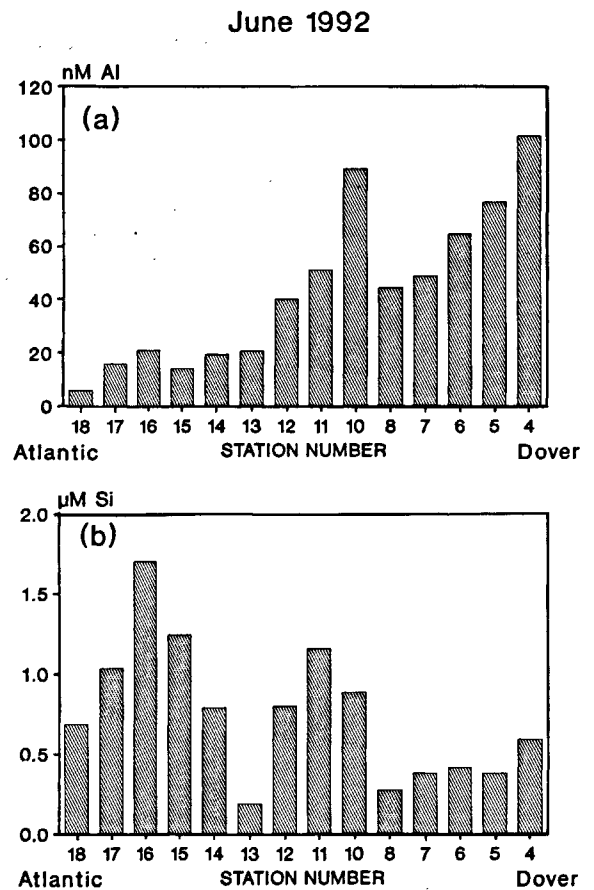 June 1992
nM Al
120
(a)
100
80
60
40
20
0
18 17 16 15 14 13 12 11 10 8 7 6 5 4
Atlantic STATION NUMBER Dover
µM Si
2.0
(b)
1.5
1.0
0.5
0.0
18 17 16 15 14 13 12 11 10 8 7 6 5 4
Atlantic STATION NUMBER Dover